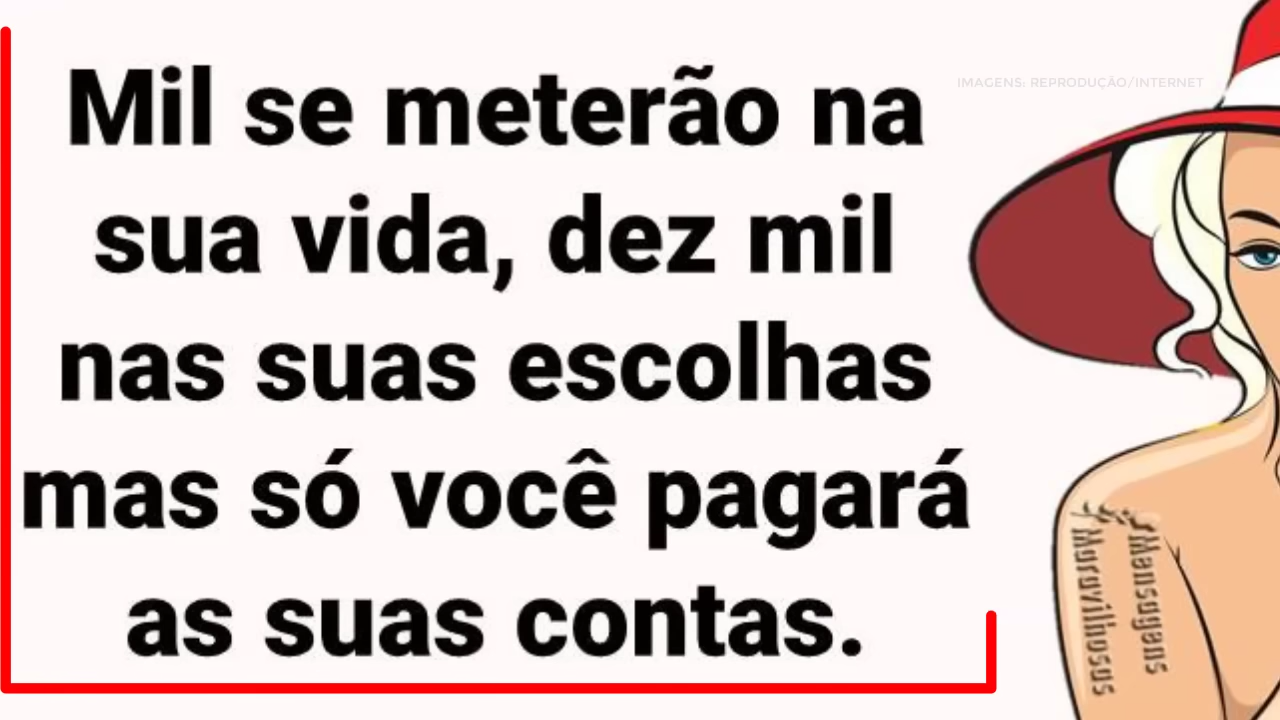 Mil se meterão na
sua vida, dez mil
nas suas escolhas
mas só você pagará
as suas contas.
IMAGENS: REPRODUÇÃO/INTERNET
Mensagens
Maravilhosas